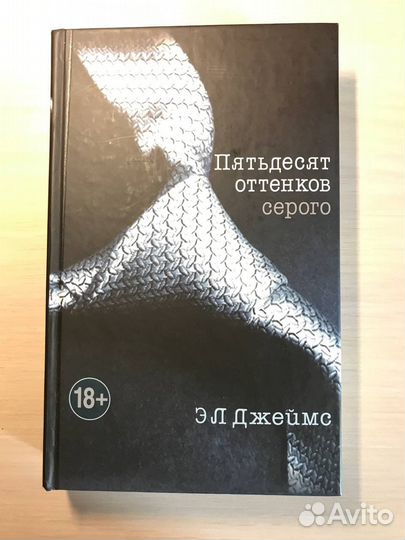 Пятьдесят
оттенков
серого
18+
ЭЛ Джеймс
Avito